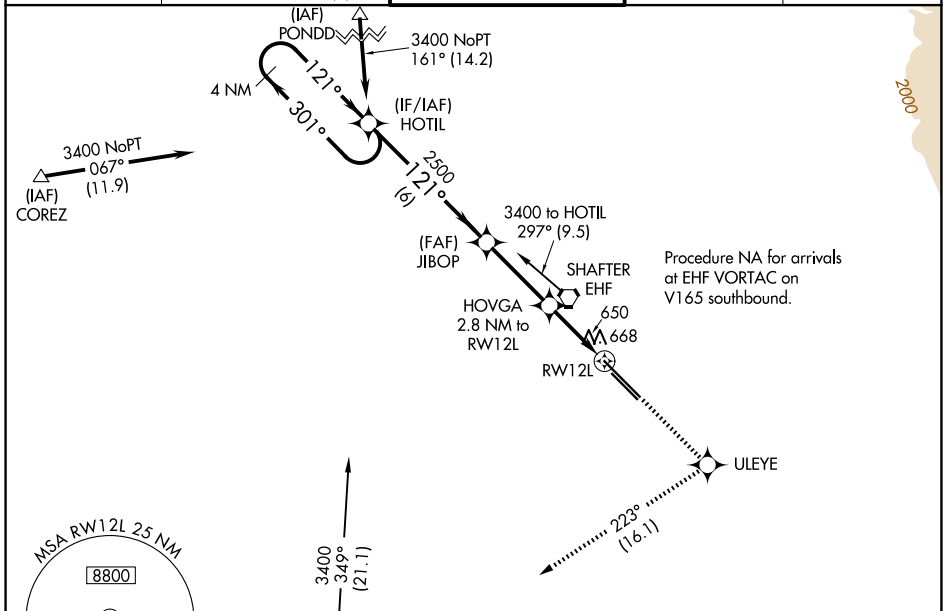 (IAF)
PONDD
3400 NoPT
161° (14.2)
4 NM
121°
301°
(IF/IAF)
HOTIL
2000
3400 NoPT
067°
(11.9)
(IAF)
COREZ
2500
121°
(6)
3400 to HOTIL
297° (9.5)
(FAF)
JIBOP
SHAFTER
EHF
Procedure NA for arrivals
at EHF VORTAC on
V165 southbound.
HOVGA
2.8 NM to
RW12L
650
668
RW12L
ULEYE
223°
(16.1)
3400
349°
(21.1)
MSA RW12L 25 NM
8800